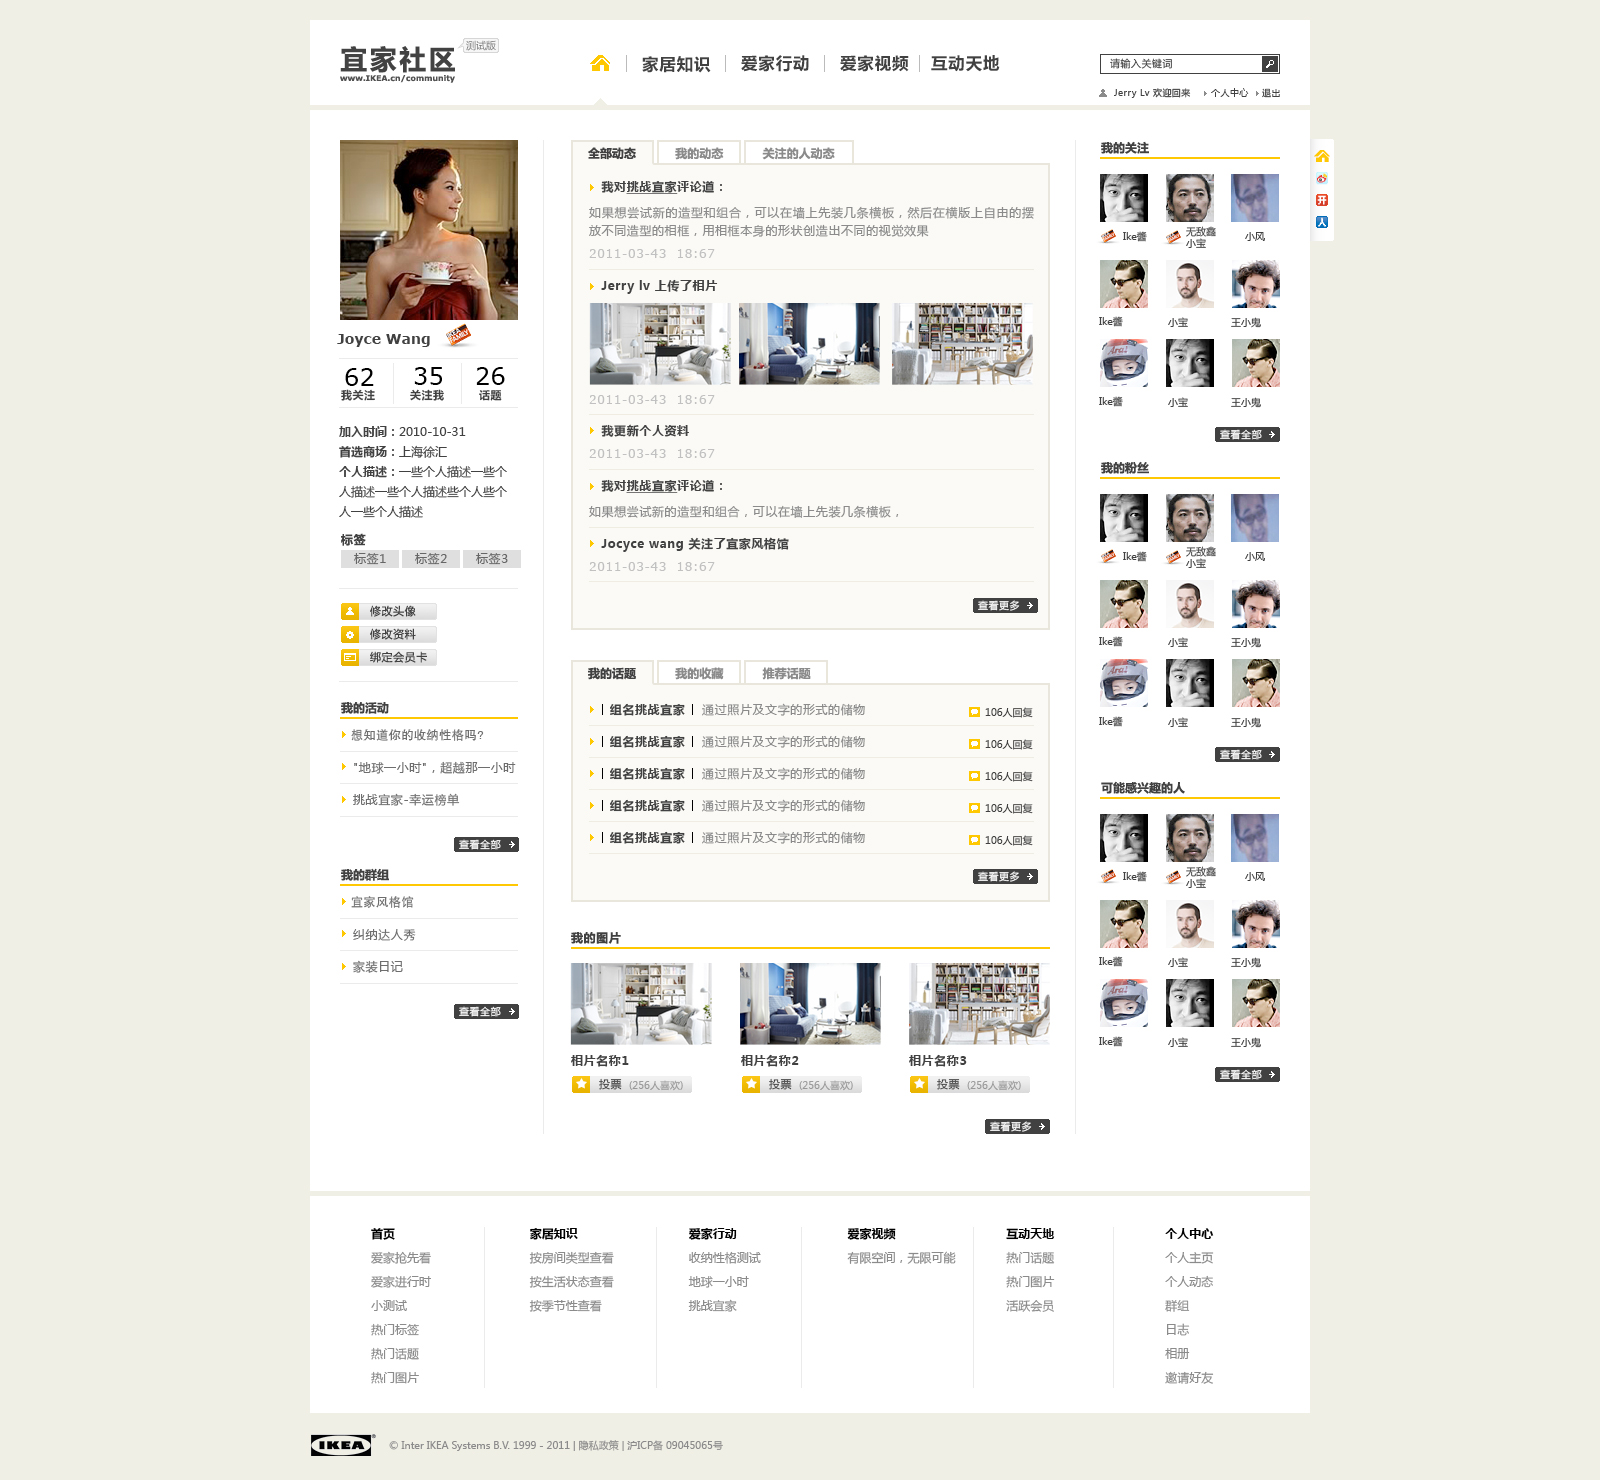 宜家社区
测试版
www.IKEA.cn/community
家居知识
爱家行动
爱家视频
互动天地
请输入关键词
Jerry Lv 欢迎回来
个人中心
退出
Joyce Wang
62
我关注
35
关注我
26
话题
加入时间：2010-10-31
首选商场：上海徐汇
个人描述：一些个人描述一些个
人描述一些个人描述些个人些个
人一些个人描述
标签
标签1
标签2
标签3
修改头像
修改资料
绑定会员卡
我的活动
想知道你的收纳性格吗?
"地球一小时"，超越那一小时
挑战宜家-幸运榜单
查看全部
我的群组
宜家风格馆
纠纳达人秀
家装日记
查看全部
全部动态
我的动态
关注的人动态
我对挑战宜家评论道：
如果想尝试新的造型和组合，可以在墙上先装几条横板，然后在横版上自由的摆
放不同造型的相框，用相框本身的形状创造出不同的视觉效果
2011-03-43 18:67
Jerry lv 上传了相片
2011-03-43 18:67
我更新个人资料
2011-03-43 18:67
我对挑战宜家评论道：
如果想尝试新的造型和组合，可以在墙上先装几条横板，
Jocyce wang 关注了宜家风格馆
2011-03-43 18:67
查看更多
我的话题
我的收藏
推荐话题
组名挑战宜家 | 通过照片及文字的形式的储物 106人回复
组名挑战宜家 | 通过照片及文字的形式的储物 106人回复
组名挑战宜家 | 通过照片及文字的形式的储物 106人回复
组名挑战宜家 | 通过照片及文字的形式的储物 106人回复
组名挑战宜家 | 通过照片及文字的形式的储物 106人回复
查看更多
我的图片
相片名称1
投票 (256人喜欢)
相片名称2
投票 (256人喜欢)
相片名称3
投票 (256人喜欢)
查看更多
我的关注
Ike酱
无敌鑫
小宝
小风
Ike酱
小宝
王小鬼
Ike酱
小宝
王小鬼
查看全部
我的粉丝
Ike酱
无敌鑫
小宝
小风
Ike酱
小宝
王小鬼
Ike酱
小宝
王小鬼
查看全部
可能感兴趣的人
Ike酱
无敌鑫
小宝
小风
Ike酱
小宝
王小鬼
Ike酱
小宝
王小鬼
查看全部
开
人
首页
爱家抢先看
爱家进行时
小测试
热门标签
热门话题
热门图片
家居知识
按房间类型查看
按生活状态查看
按季节性查看
爱家行动
收纳性格测试
地球一小时
挑战宜家
爱家视频
有限空间，无限可能
互动天地
热门话题
热门图片
活跃会员
个人中心
个人主页
个人动态
群组
日志
相册
邀请好友
IKEA
© Inter IKEA Systems B.V. 1999 - 2011 | 隐私政策 | 沪ICP备 09045065号